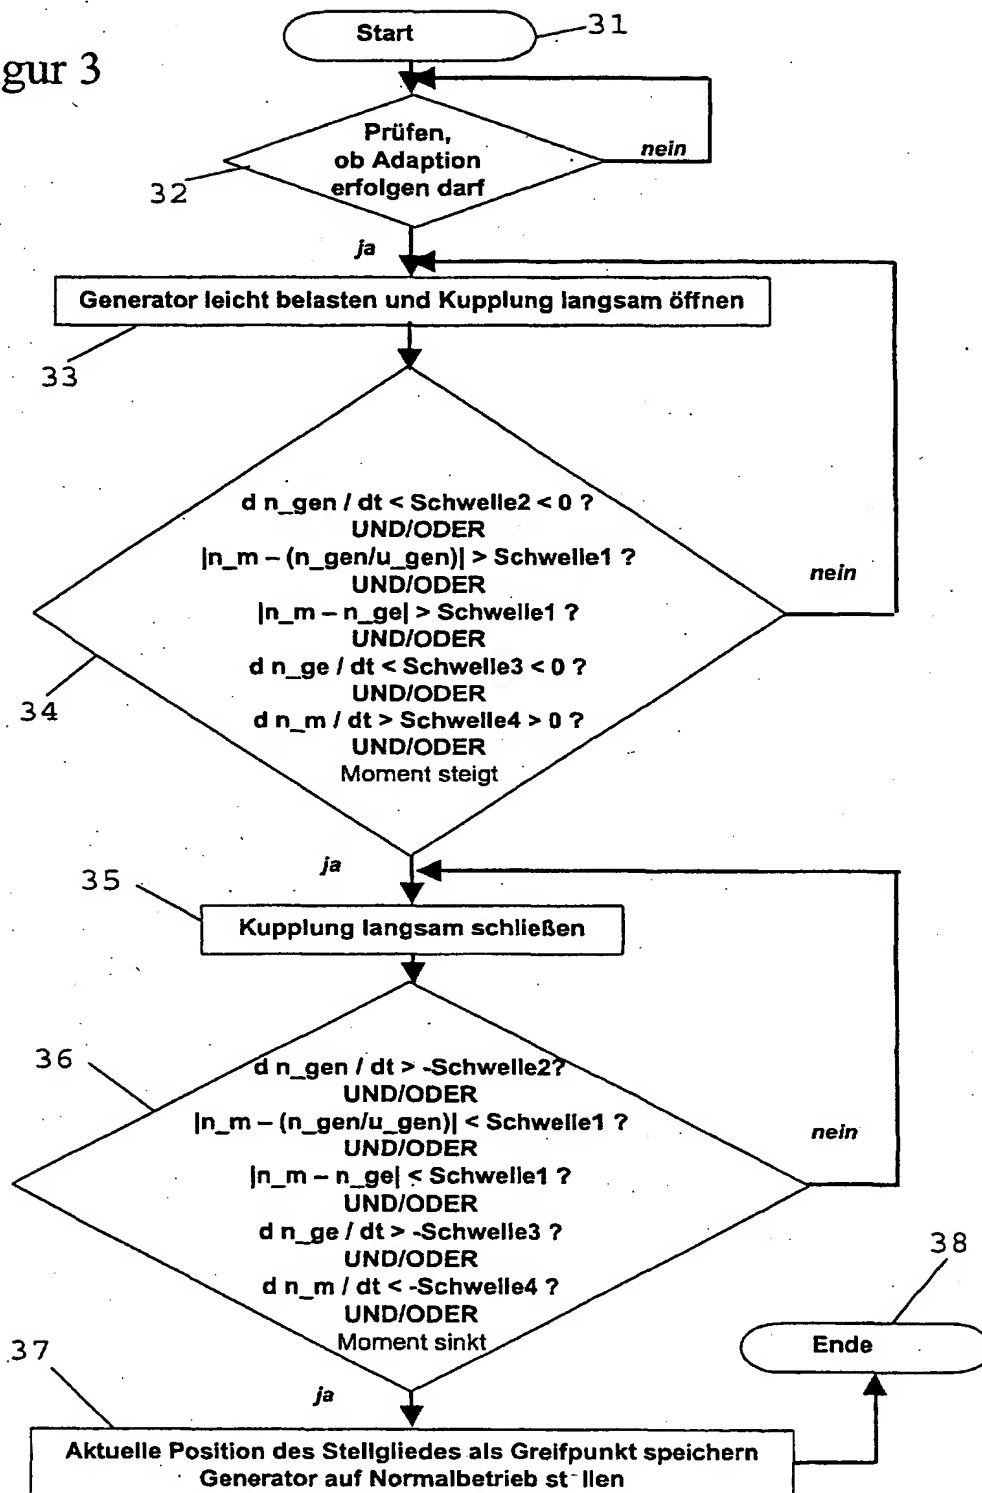 Start
31
gur 3
Prüfen,
ob Adaption
erfolgen darf
nein
32
ja
Generator leicht belasten und Kupplung langsam öffnen
33
d n_gen / dt < Schwelle2 < 0 ?
UND/ODER
|n_m – (n_gen/u_gen)| > Schwelle1 ?
UND/ODER
|n_m – n_ge| > Schwelle1 ?
UND/ODER
d n_ge / dt < Schwelle3 < 0 ?
UND/ODER
d n_m / dt > Schwelle4 > 0 ?
UND/ODER
Moment steigt
nein
34
ja
35
Kupplung langsam schließen
36
d n_gen / dt > -Schwelle2?
UND/ODER
|n_m – (n_gen/u_gen)| < Schwelle1 ?
UND/ODER
|n_m – n_ge| < Schwelle1 ?
UND/ODER
d n_ge / dt > -Schwelle3 ?
UND/ODER
d n_m / dt < -Schwelle4 ?
UND/ODER
Moment sinkt
nein
38
Ende
37
ja
Aktuelle Position des Stellgliedes als Greifpunkt speichern
Generator auf Normalbetrieb st llen